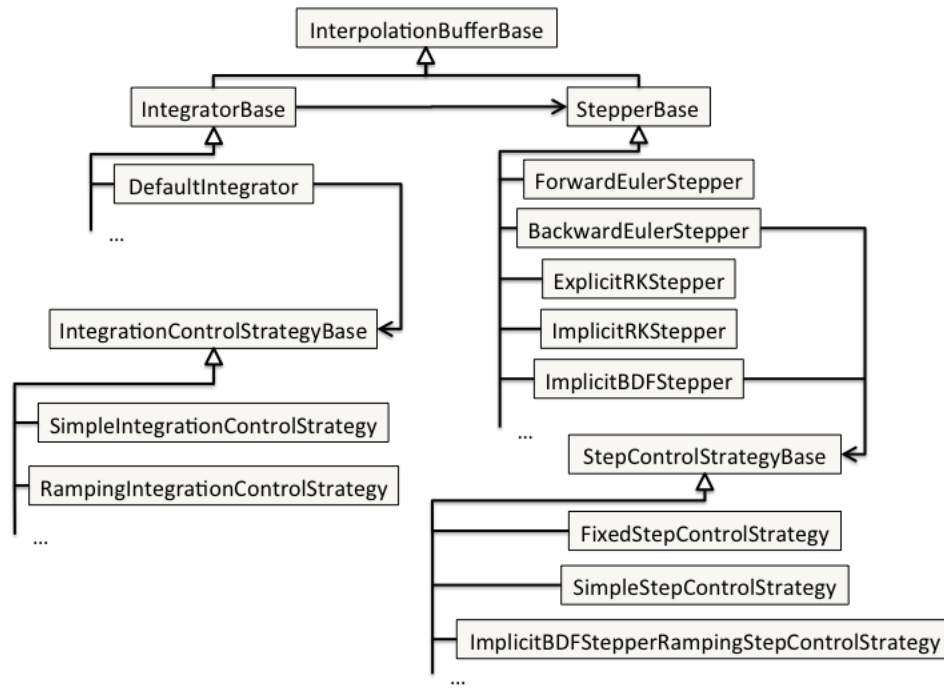 InterpolationBufferBase
IntegratorBase
StepperBase
DefaultIntegrator
...
ForwardEulerStepper
BackwardEulerStepper
ExplicitRKStepper
ImplicitRKStepper
ImplicitBDFStepper
...
IntegrationControlStrategyBase
SimpleIntegrationControlStrategy
RampingIntegrationControlStrategy
...
StepControlStrategyBase
FixedStepControlStrategy
SimpleStepControlStrategy
ImplicitBDFStepperRampingStepControlStrategy
...